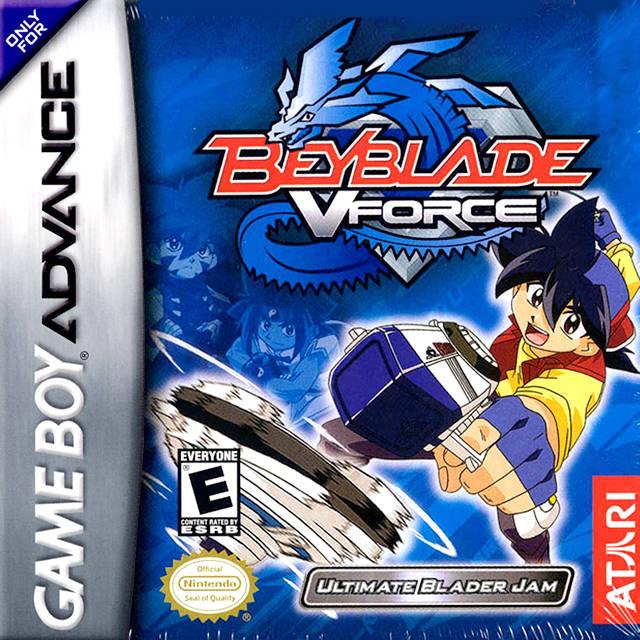 ONLY
FOR
GAME BOY ADVANCE
®
BEYBLADE
™
VFORCE
EVERYONE
E
CONTENT RATED BY
ESRB
Official
Nintendo
Seal of Quality
®
ULTIMATE BLADER JAM
ATARI